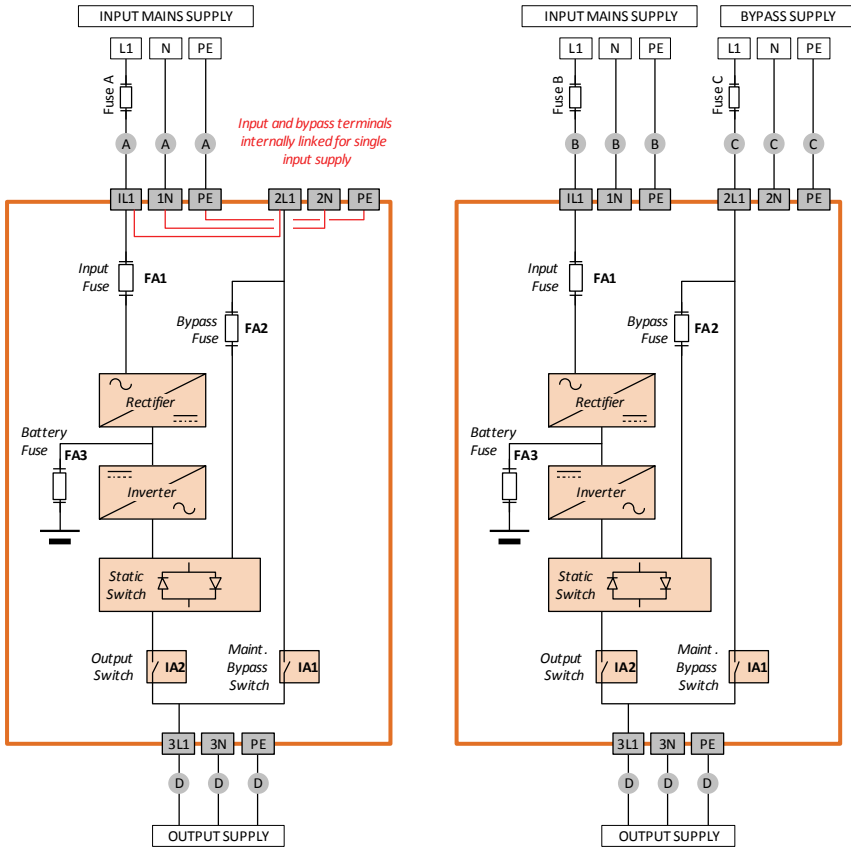 INPUT MAINS SUPPLY
L1 N PE
Fuse A
A A A
Input and bypass terminals
internally linked for single
input supply
IL1 1N PE 2L1 2N PE
Input
Fuse
FA1
Bypass
Fuse
FA2
Rectifier
Battery
Fuse
FA3
Inverter
Static
Switch
Output
Switch
IA2
Maint.
Bypass
Switch
IA1
3L1 3N PE
D D D
OUTPUT SUPPLY
INPUT MAINS SUPPLY
BYPASS SUPPLY
L1 N PE
L1 N PE
Fuse B
Fuse C
B B B
C C C
IL1 1N PE 2L1 2N PE
Input
Fuse
FA1
Bypass
Fuse
FA2
Rectifier
Battery
Fuse
FA3
Inverter
Static
Switch
Output
Switch
IA2
Maint.
Bypass
Switch
IA1
3L1 3N PE
D D D
OUTPUT SUPPLY